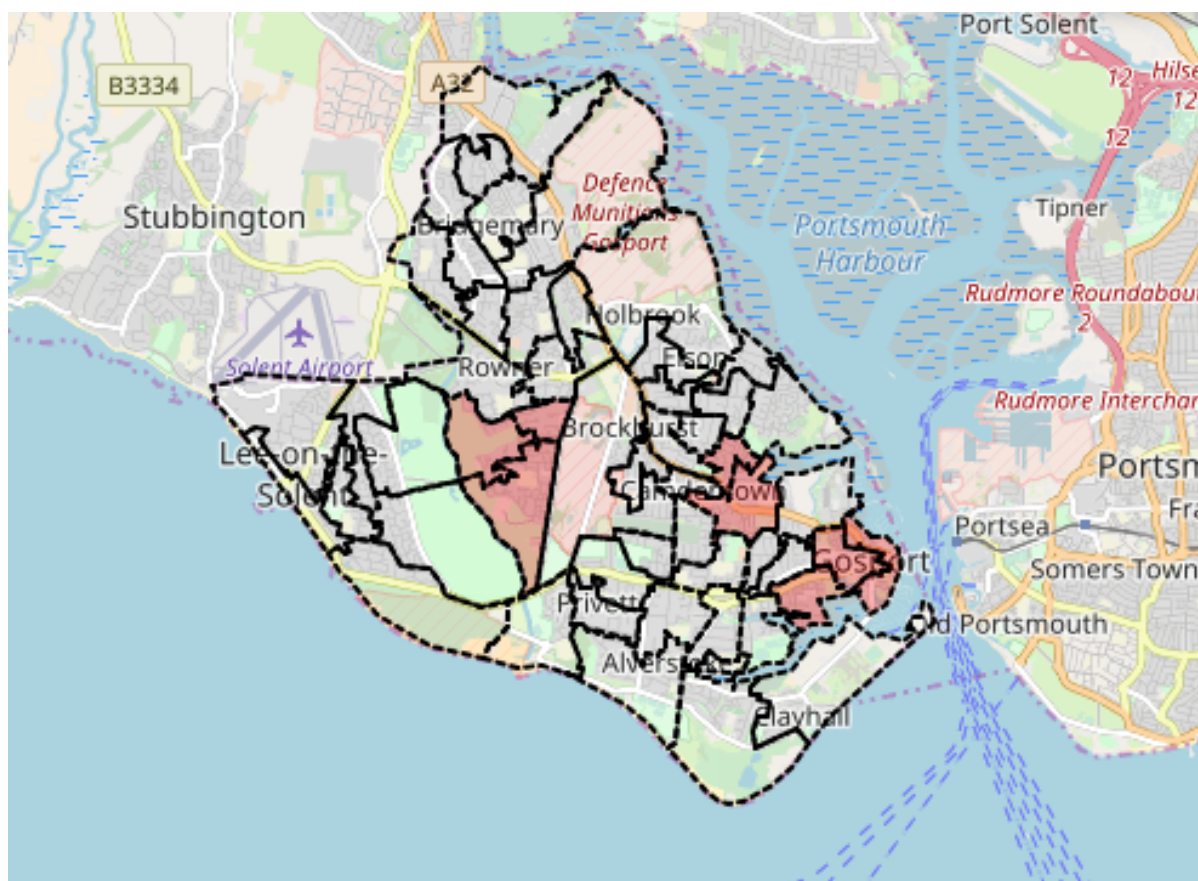 Port Solent
A32
B3334
12
Hilse
12
12
Defence
Munitions
Gosport
Stubbington
Bridgemary
Tipner
Portsmouth
Harbour
Rudmore Roundabou
2
Holbrook
Solent Airport
Rowner
Elson
Rudmore Interchan
Brockhurst
Lee-on-the-
Solent
Camdentown
Portsm
Fra
Portsea
Gosport
Somers Town
Privett
Old Portsmouth
Alverstoke
Clayhall